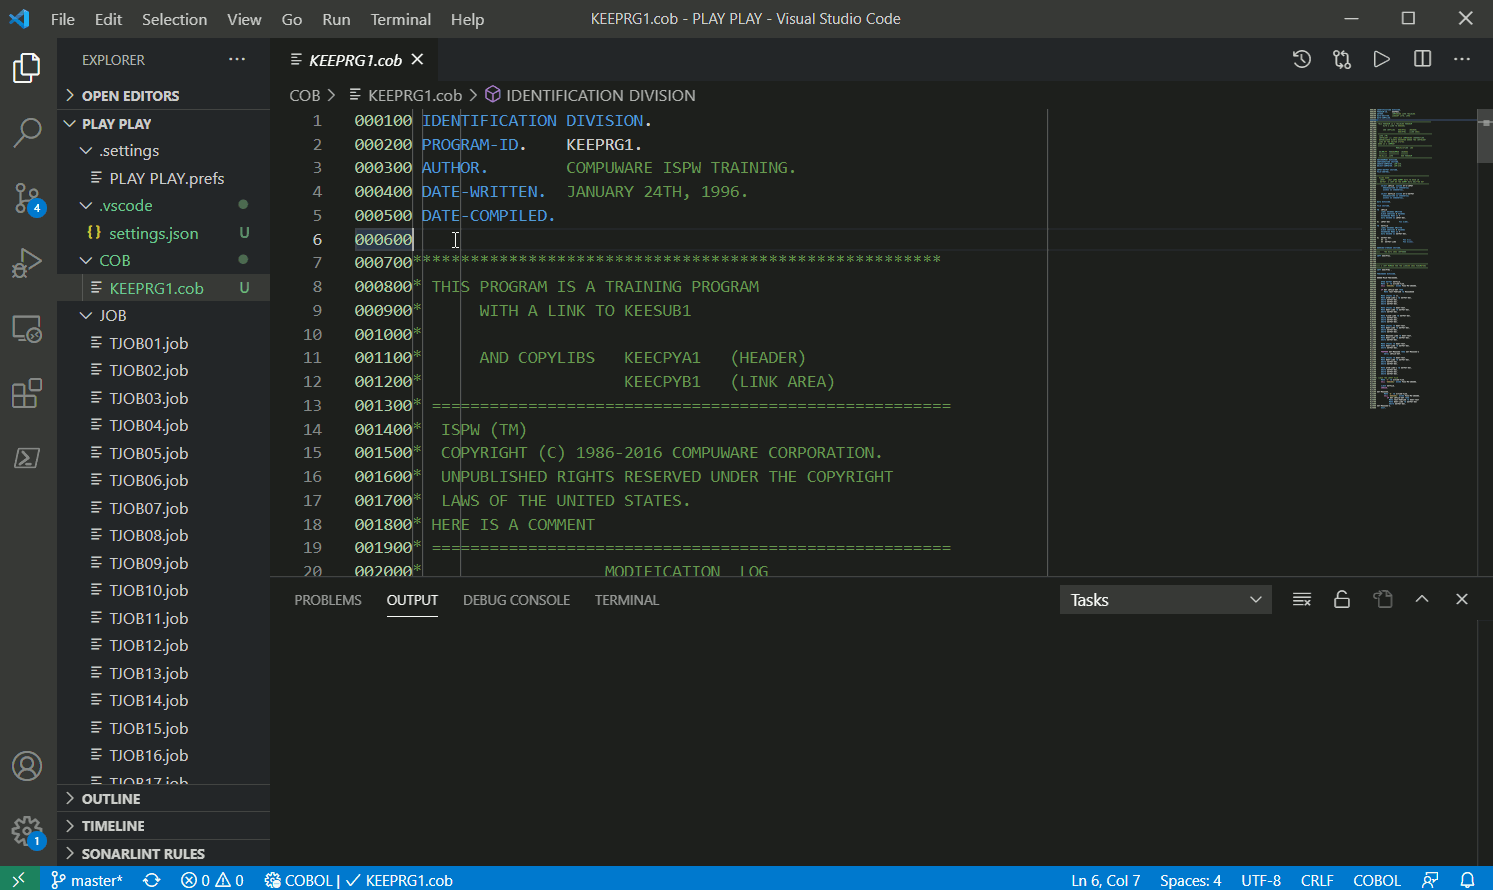 File Edit Selection View Go Run Terminal Help KEEPRG1.cob - PLAY PLAY - Visual Studio Code
EXPLORER
KEEPRG1.cob
OPEN EDITORS
COB > KEEPRG1.cob > IDENTIFICATION DIVISION
PLAY PLAY
.settings
PLAY PLAY.prefs
.vscode
settings.json U
COB
KEEPRG1.cob U
JOB
TJOB01.job
TJOB02.job
TJOB03.job
TJOB04.job
TJOB05.job
TJOB06.job
TJOB07.job
TJOB08.job
TJOB09.job
TJOB10.job
TJOB11.job
TJOB12.job
TJOB13.job
TJOB14.job
TJOB15.job
TJOB16.job
TJOB17.job
OUTLINE
TIMELINE
SONARLINT RULES
4
1
1 000100 IDENTIFICATION DIVISION.
2 000200 PROGRAM-ID. KEEPRG1.
3 000300 AUTHOR. COMPUWARE ISPW TRAINING.
4 000400 DATE-WRITTEN. JANUARY 24TH, 1996.
5 000500 DATE-COMPILED.
6 000600
7 000700*******************************************************
8 000800* THIS PROGRAM IS A TRAINING PROGRAM
9 000900* WITH A LINK TO KEESUB1
10 001000*
11 001100* AND COPYLIBS KEECPYA1 (HEADER)
12 001200* KEECPYB1 (LINK AREA)
13 001300* ======================================================
14 001400* ISPW (TM)
15 001500* COPYRIGHT (C) 1986-2016 COMPUWARE CORPORATION.
16 001600* UNPUBLISHED RIGHTS RESERVED UNDER THE COPYRIGHT
17 001700* LAWS OF THE UNITED STATES.
18 001800* HERE IS A COMMENT
19 001900* ======================================================
20 002000* MODIFICATION LOG
PROBLEMS OUTPUT DEBUG CONSOLE TERMINAL Tasks
master* 0 0 COBOL | ✓ KEEPRG1.cob Ln 6, Col 7 Spaces: 4 UTF-8 CRLF COBOL